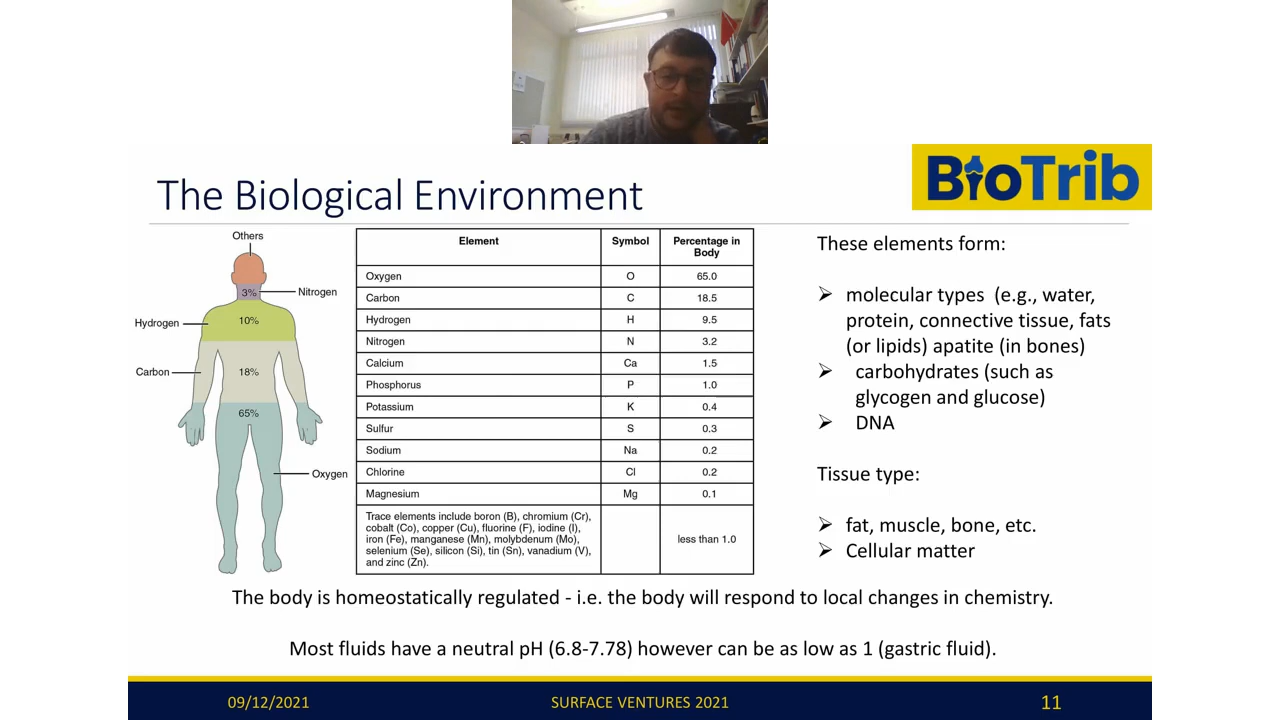 BioTrib
The Biological Environment
Others
3%
Nitrogen
Hydrogen
10%
Carbon
18%
65%
Oxygen
Element Symbol Percentage in Body
Oxygen O 65.0
Carbon C 18.5
Hydrogen H 9.5
Nitrogen N 3.2
Calcium Ca 1.5
Phosphorus P 1.0
Potassium K 0.4
Sulfur S 0.3
Sodium Na 0.2
Chlorine Cl 0.2
Magnesium Mg 0.1
Trace elements include boron (B), chromium (Cr),
cobalt (Co), copper (Cu), fluorine (F), iodine (I),
iron (Fe), manganese (Mn), molybdenum (Mo),
selenium (Se), silicon (Si), tin (Sn), vanadium (V),
and zinc (Zn).
less than 1.0
These elements form:
molecular types (e.g., water,
protein, connective tissue, fats
(or lipids) apatite (in bones)
carbohydrates (such as
glycogen and glucose)
DNA
Tissue type:
fat, muscle, bone, etc.
Cellular matter
The body is homeostatically regulated - i.e. the body will respond to local changes in chemistry.
Most fluids have a neutral pH (6.8-7.78) however can be as low as 1 (gastric fluid).
09/12/2021
SURFACE VENTURES 2021
11